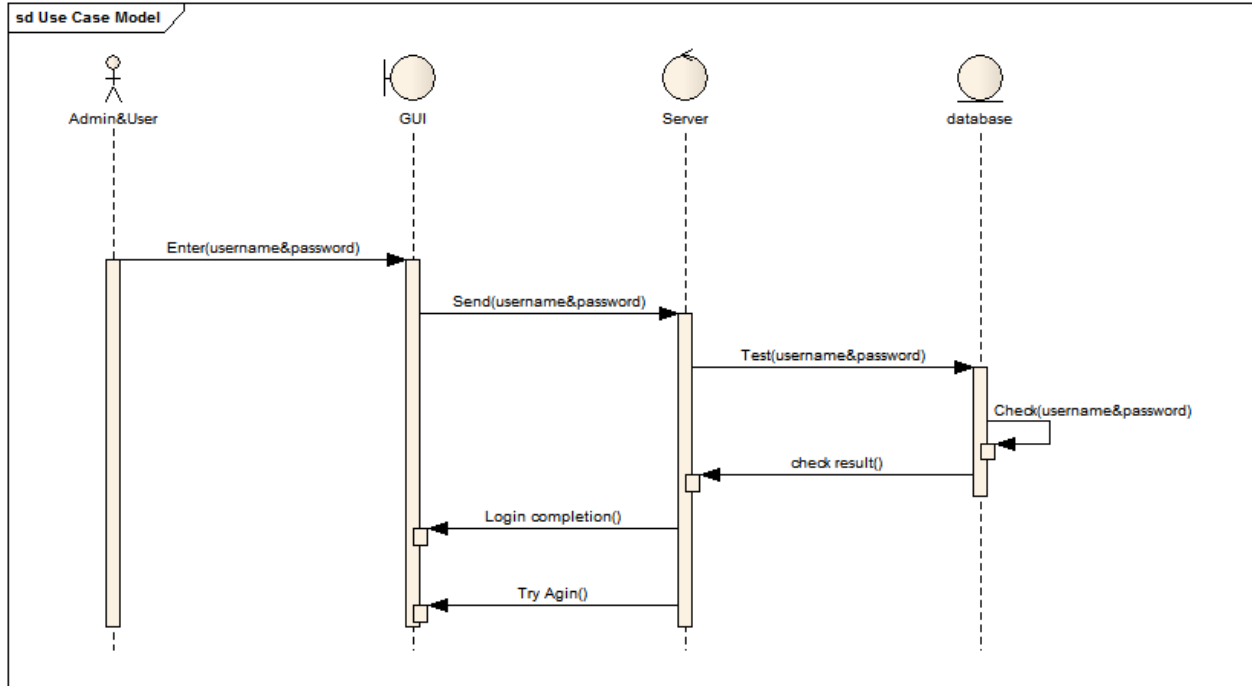 sd Use Case Model
Admin&User
GUI
Server
database
Enter(username&password)
Send(username&password)
Test(username&password)
Check(username&password)
check result()
Login completion()
Try Agin()